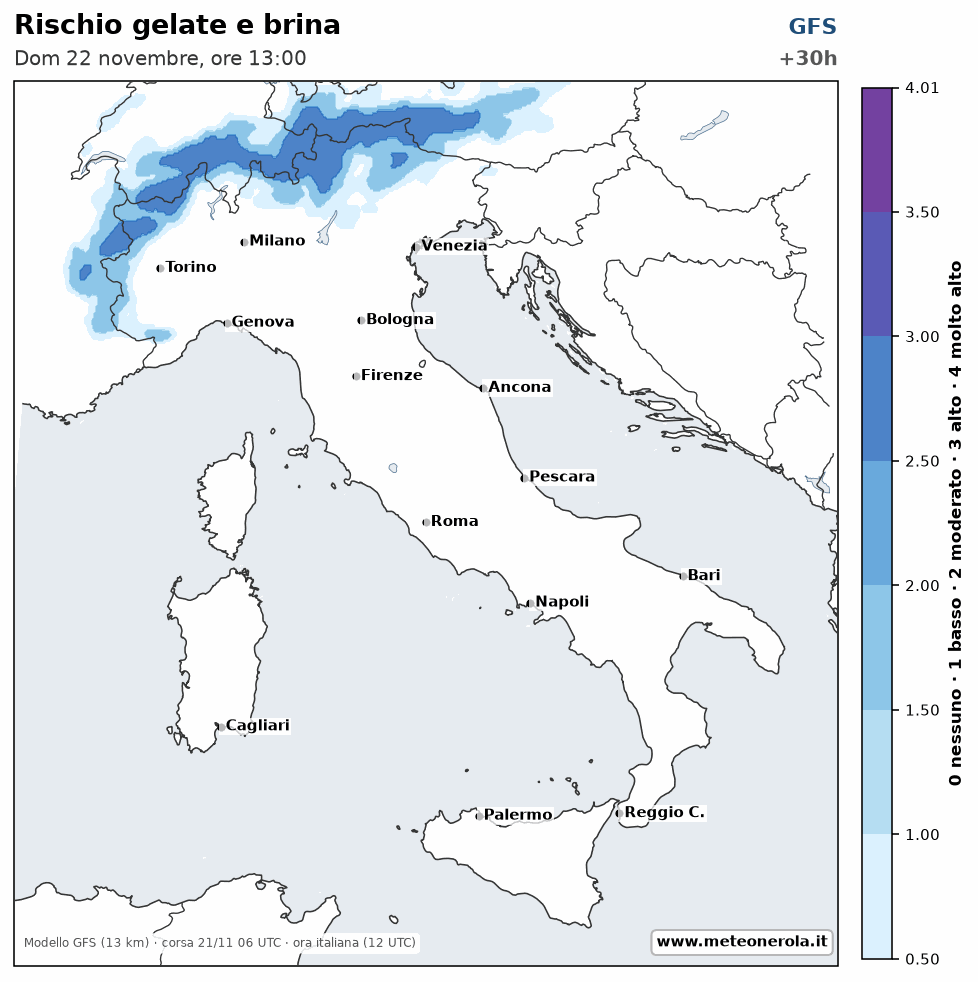 Rischio gelate e brina
GFS
Dom 22 novembre, ore 13:00
+30h
4.01
3.50
3.00
2.50
2.00
1.50
1.00
0.50
0 nessuno · 1 basso · 2 moderato · 3 alto · 4 molto alto
Milano
Venezia
Torino
Genova
Bologna
Firenze
Ancona
Pescara
Roma
Bari
Napoli
Cagliari
Palermo
Reggio C.
Modello GFS (13 km) · corsa 21/11 06 UTC · ora italiana (12 UTC)
www.meteonerola.it